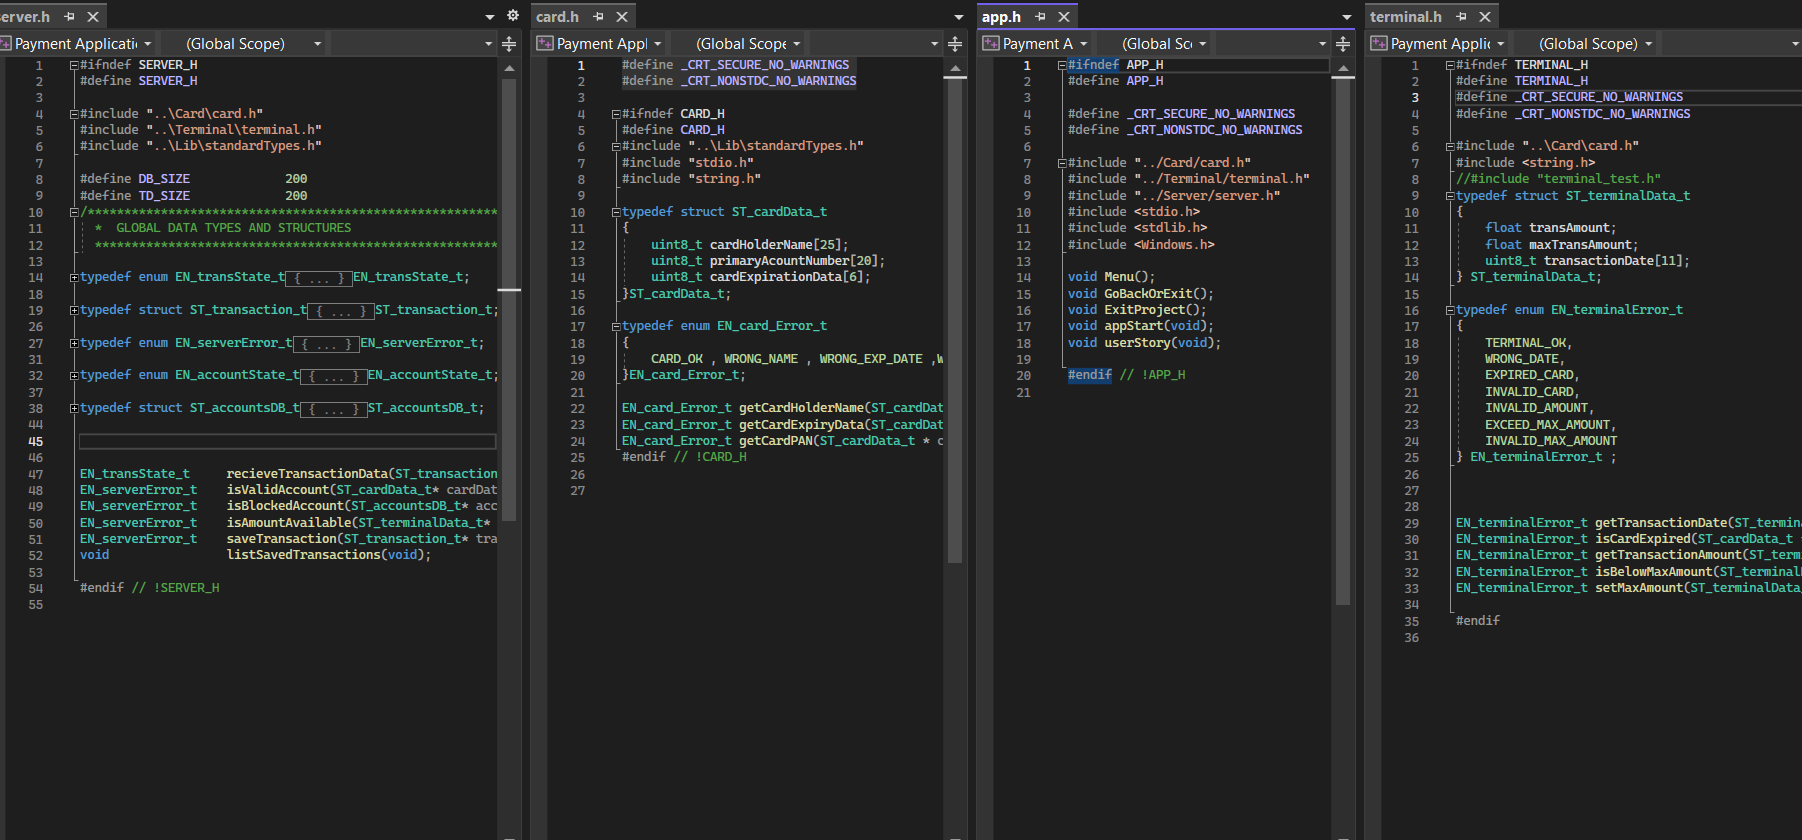 server.h
Payment Applicati
(Global Scope)
1 #ifndef SERVER_H
2 #define SERVER_H
3
4 #include "..\Card\card.h"
5 #include "..\Terminal\terminal.h"
6 #include "..\Lib\standardTypes.h"
7
8 #define DB_SIZE 200
9 #define TD_SIZE 200
10 /********************************************************
11 * GLOBAL DATA TYPES AND STRUCTURES
12 *******************************************************
13
14 typedef enum EN_transState_t{ ... }EN_transState_t;
18
19 typedef struct ST_transaction_t{ ... }ST_transaction_t;
26
27 typedef enum EN_serverError_t{ ... }EN_serverError_t;
31
32 typedef enum EN_accountState_t{ ... }EN_accountState_t;
37
38 typedef struct ST_accountsDB_t{ ... }ST_accountsDB_t;
44
45
46
47 EN_transState_t recieveTransactionData(ST_transaction
48 EN_serverError_t isValidAccount(ST_cardData_t* cardDat
49 EN_serverError_t isBlockedAccount(ST_accountsDB_t* acc
50 EN_serverError_t isAmountAvailable(ST_terminalData_t*
51 EN_serverError_t saveTransaction(ST_transaction_t* tra
52 void listSavedTransactions(void);
53
54 #endif // !SERVER_H
55
card.h
Payment Appl
(Global Scope
1 #define _CRT_SECURE_NO_WARNINGS
2 #define _CRT_NONSTDC_NO_WARNINGS
3
4 #ifndef CARD_H
5 #define CARD_H
6 #include "..\Lib\standardTypes.h"
7 #include "stdio.h"
8 #include "string.h"
9
10 typedef struct ST_cardData_t
11 {
12 uint8_t cardHolderName[25];
13 uint8_t primaryAcountNumber[20];
14 uint8_t cardExpirationData[6];
15 }ST_cardData_t;
16
17 typedef enum EN_card_Error_t
18 {
19 CARD_OK , WRONG_NAME , WRONG_EXP_DATE ,W
20 }EN_card_Error_t;
21
22 EN_card_Error_t getCardHolderName(ST_cardDat
23 EN_card_Error_t getCardExpiryData(ST_cardDat
24 EN_card_Error_t getCardPAN(ST_cardData_t * c
25 #endif // !CARD_H
26
27
app.h
Payment A
(Global Sc
1 #ifndef APP_H
2 #define APP_H
3
4 #define _CRT_SECURE_NO_WARNINGS
5 #define _CRT_NONSTDC_NO_WARNINGS
6
7 #include "../Card/card.h"
8 #include "../Terminal/terminal.h"
9 #include "../Server/server.h"
10 #include <stdio.h>
11 #include <stdlib.h>
12 #include <Windows.h>
13
14 void Menu();
15 void GoBackOrExit();
16 void ExitProject();
17 void appStart(void);
18 void userStory(void);
19
20 #endif // !APP_H
21
terminal.h
Payment Applic
(Global Scope)
1 #ifndef TERMINAL_H
2 #define TERMINAL_H
3 #define _CRT_SECURE_NO_WARNINGS
4 #define _CRT_NONSTDC_NO_WARNINGS
5
6 #include "..\Card\card.h"
7 #include <string.h>
8 //#include "terminal_test.h"
9 typedef struct ST_terminalData_t
10 {
11 float transAmount;
12 float maxTransAmount;
13 uint8_t transactionDate[11];
14 } ST_terminalData_t;
15
16 typedef enum EN_terminalError_t
17 {
18 TERMINAL_OK,
19 WRONG_DATE,
20 EXPIRED_CARD,
21 INVALID_CARD,
22 INVALID_AMOUNT,
23 EXCEED_MAX_AMOUNT,
24 INVALID_MAX_AMOUNT
25 } EN_terminalError_t ;
26
27
28
29 EN_terminalError_t getTransactionDate(ST_termina
30 EN_terminalError_t isCardExpired(ST_cardData_t *
31 EN_terminalError_t getTransactionAmount(ST_termi
32 EN_terminalError_t isBelowMaxAmount(ST_terminalD
33 EN_terminalError_t setMaxAmount(ST_terminalData_
34
35 #endif
36